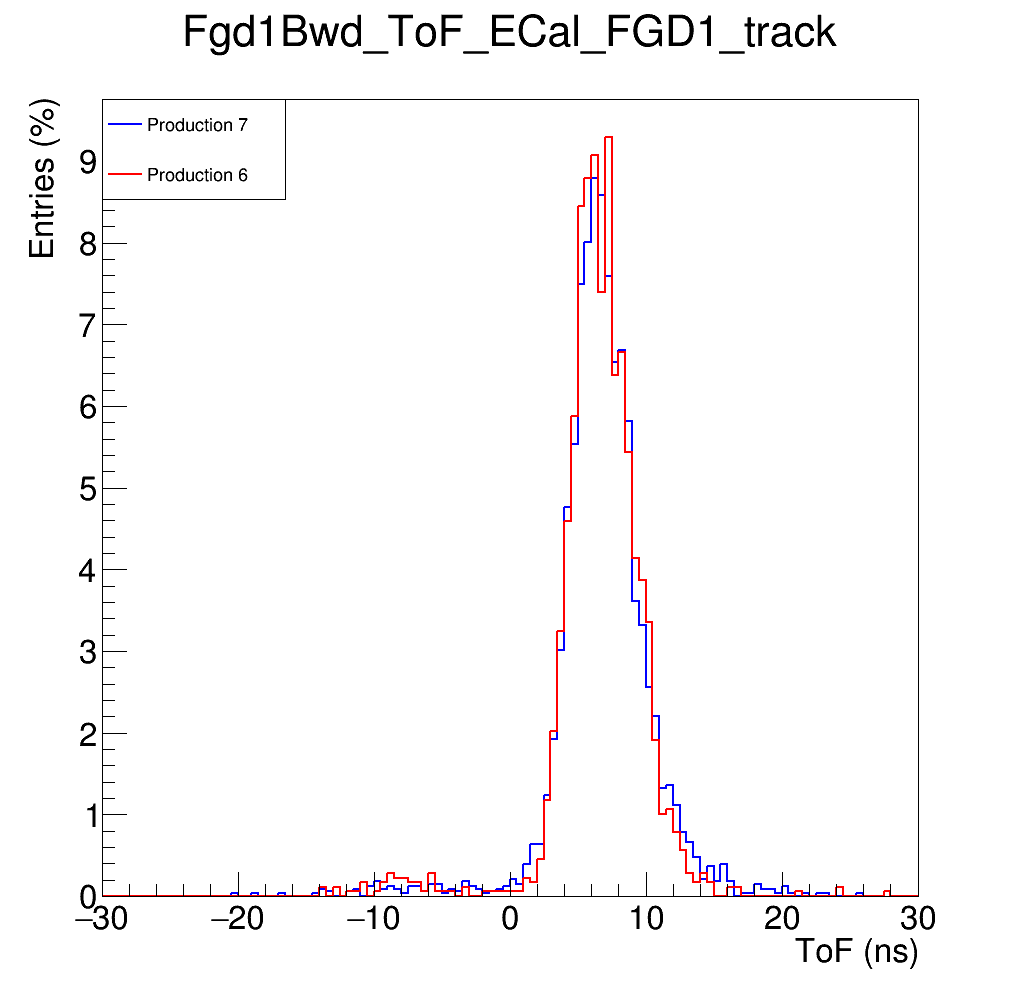 Fgd1Bwd_ToF_ECal_FGD1_track
Entries (%)
Production 7
Production 6
9
8
7
6
5
4
3
2
1
0
−30 −20 −10 0 10 20 30
ToF (ns)